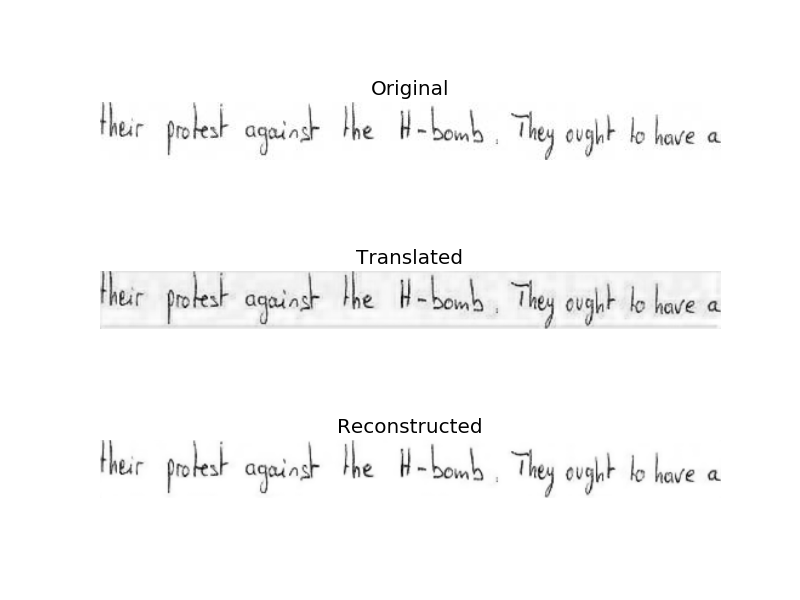 Original
their protest against the H-bomb. They ought to have a
Translated
their protest against the H-bomb. They ought to have a
Reconstructed
their protest against the H-bomb. They ought to have a